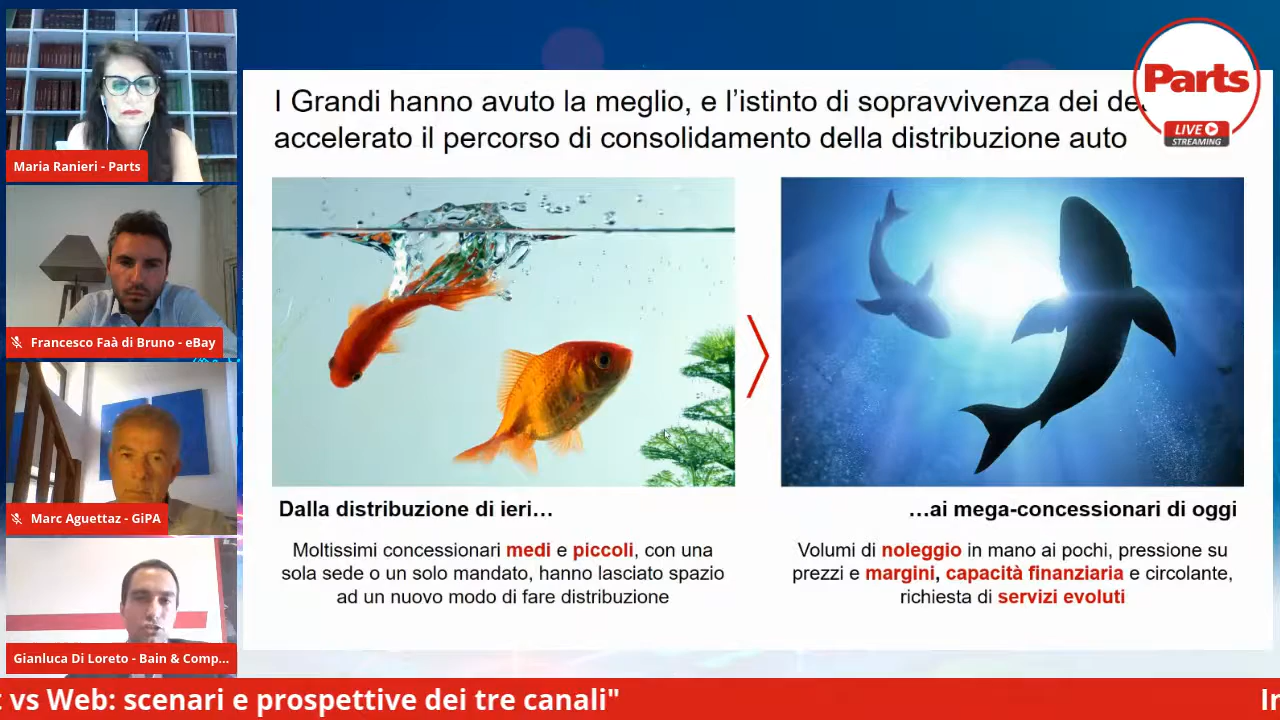 Maria Ranieri - Parts
Francesco Faà di Bruno - eBay
Marc Aguettaz - GiPA
Gianluca Di Loreto - Bain & Comp...
Parts
LIVE
STREAMING
I Grandi hanno avuto la meglio, e l'istinto di sopravvivenza dei
accelerato il percorso di consolidamento della distribuzione auto
Dalla distribuzione di ieri...
Moltissimi concessionari medi e piccoli, con una
sola sede o un solo mandato, hanno lasciato spazio
ad un nuovo modo di fare distribuzione
...ai mega-concessionari di oggi
Volumi di noleggio in mano ai pochi, pressione su
prezzi e margini, capacità finanziaria e circolante,
richiesta di servizi evoluti
vs Web: scenari e prospettive dei tre canali"